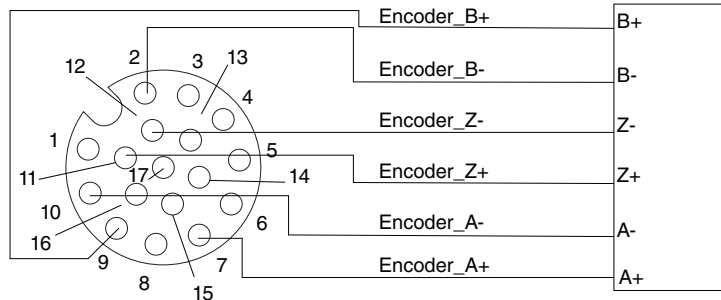 Encoder_B+
B+
2
3
13
12
Encoder_B-
B-
4
Encoder_Z-
Z-
1
5
11
17
14
Encoder_Z+
Z+
10
6
16
Encoder_A-
A-
9
7
8
15
Encoder_A+
A+